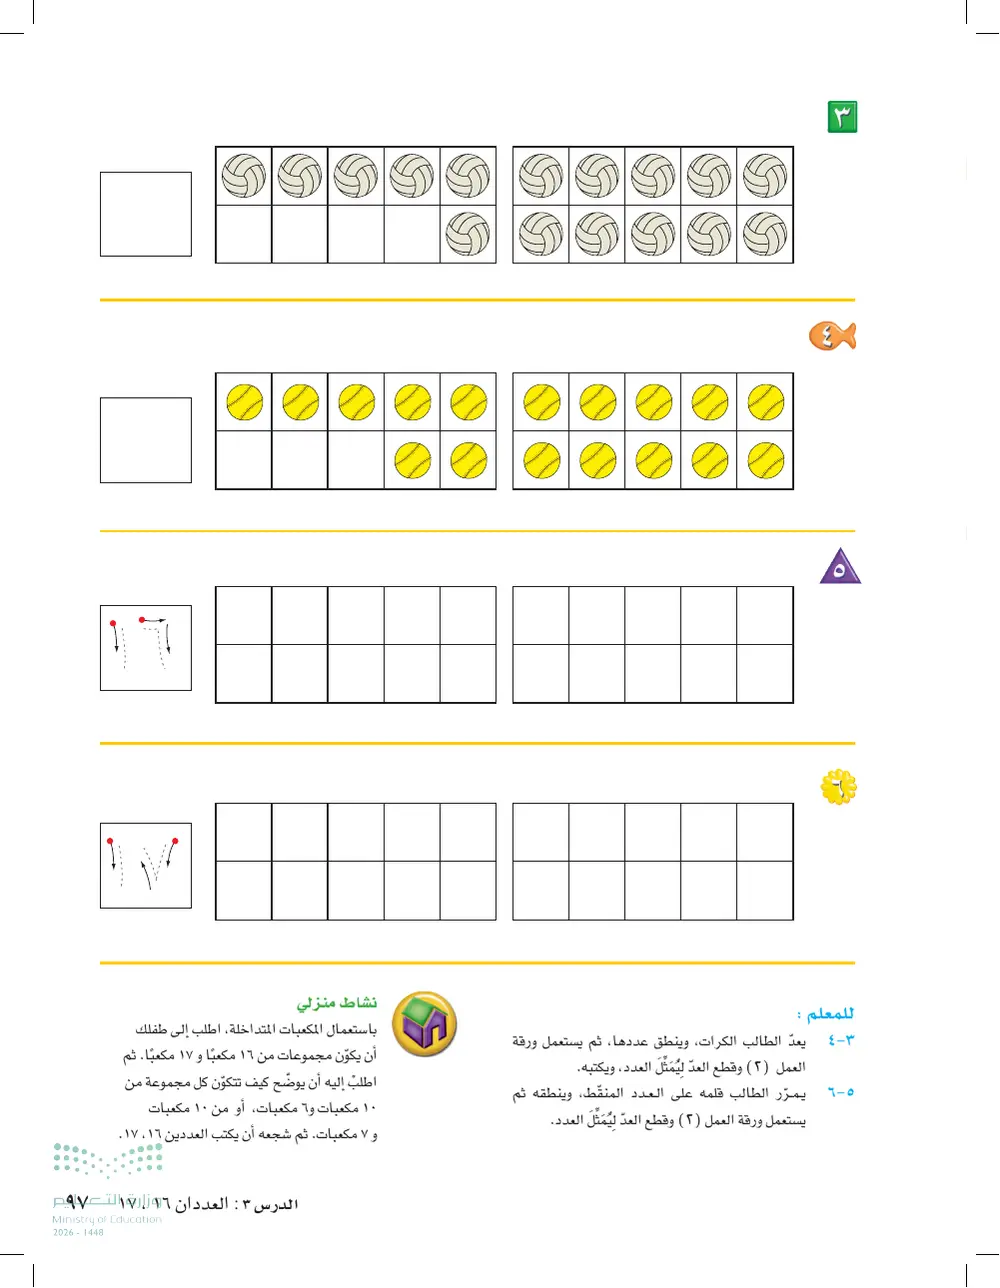 ٣
٤
٥
١٦
٦
١٧
للمعلم :
٣-٤ يعدّ الطالب الكرات، وينطق عددها، ثم يستعمل ورقة
العمل (٢) وقطع العدّ لِيُمَثِّلَ العدد، ويكتبه.
٥-٦ يمـرّر الطالب قلمه على العـدد المنقّط، وينطقه ثم
يستعمل ورقة العمل (٢) وقطع العدّ لِيُمَثِّلَ العدد.
نشاط منزلي
باستعمال المكعبات المتداخلة، اطلب إلى طفلك
أن يكوّن مجموعات من ١٦ مكعبًا و ١٧ مكعبًا. ثم
اطلبْ إليه أن يوضّح كيف تتكوّن كل مجموعة من
١٠ مكعبات و٦ مكعبات، أو من ١٠ مكعبات
و ٧ مكعبات. ثم شجعه أن يكتب العددين ١٦، ١٧.
الدرس ٣ : العددان ١٦ ، ١٧
٩٧
وزارة التعليم
Ministry of Education
2026 - 1448